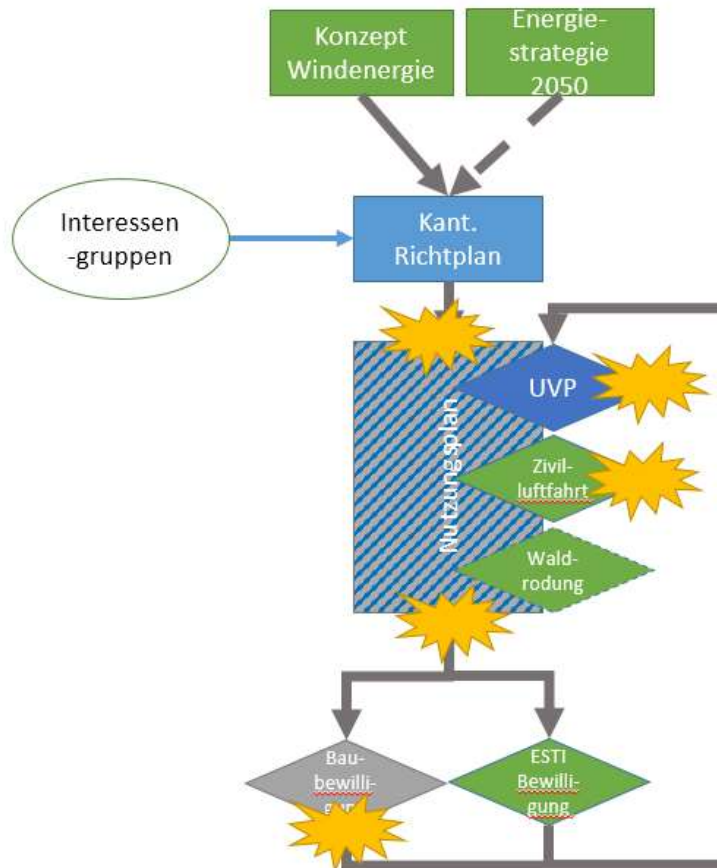 Konzept
Windenergie
Energie-
strategie
2050
Interessen
-gruppen
Kant.
Richtplan
Nutzungsplan
UVP
Zivil-
luftfahrt
Wald-
rodung
Bau-
bewilli-
ESTI
Bewilli-
gung